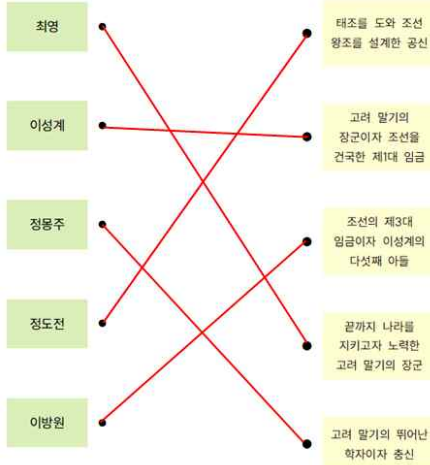 최영
태조를 도와 조선
왕조를 설계한 공신
이성계
고려 말기의
장군이자 조선을
건국한 제1대 임금
정몽주
조선의 제3대
임금이자 이성계의
다섯째 아들
정도전
끝까지 나라를
지키고자 노력한
고려 말기의 장군
이방원
고려 말기의 뛰어난
학자이자 충신